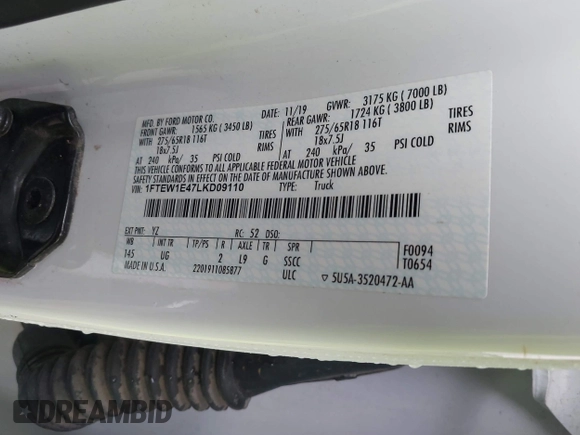 MFD. BY FORD MOTOR CO.
DATE: 11/19 GVWR: 3175 KG ( 7000 LB)
FRONT GAWR: 1565 KG ( 3450 LB) REAR GAWR: 1724 KG ( 3800 LB)
WITH 275/65R18 116T TIRES WITH 275/65R18 116T TIRES
18x7.5J RIMS 18x7.5J RIMS
AT 240 kPa/ 35 PSI COLD AT 240 kPa/ 35 PSI COLD
THIS VEHICLE CONFORMS TO ALL APPLICABLE FEDERAL MOTOR VEHICLE
SAFETY STANDARDS IN EFFECT ON THE DATE OF MANUFACTURE SHOWN ABOVE.
VIN: 1FTEW1E47LKD09110 TYPE: Truck
EXT PNT: YZ RC: 52 DSO: F0094
WB INT TR TP/PS R AXLE TR SPR T0654
145 UG 2 L9 G SSCC
MADE IN U.S.A. 2201911085877 ULC 5U5A-3520472-AA
DREAMBID